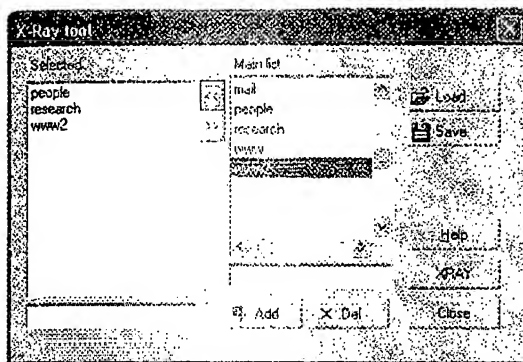 X-Ray tool
Selected
people
research
www2
<<
>>
Main list
mail
people
research
www
Load
Save
Help
XRAY
Add
Del
Close